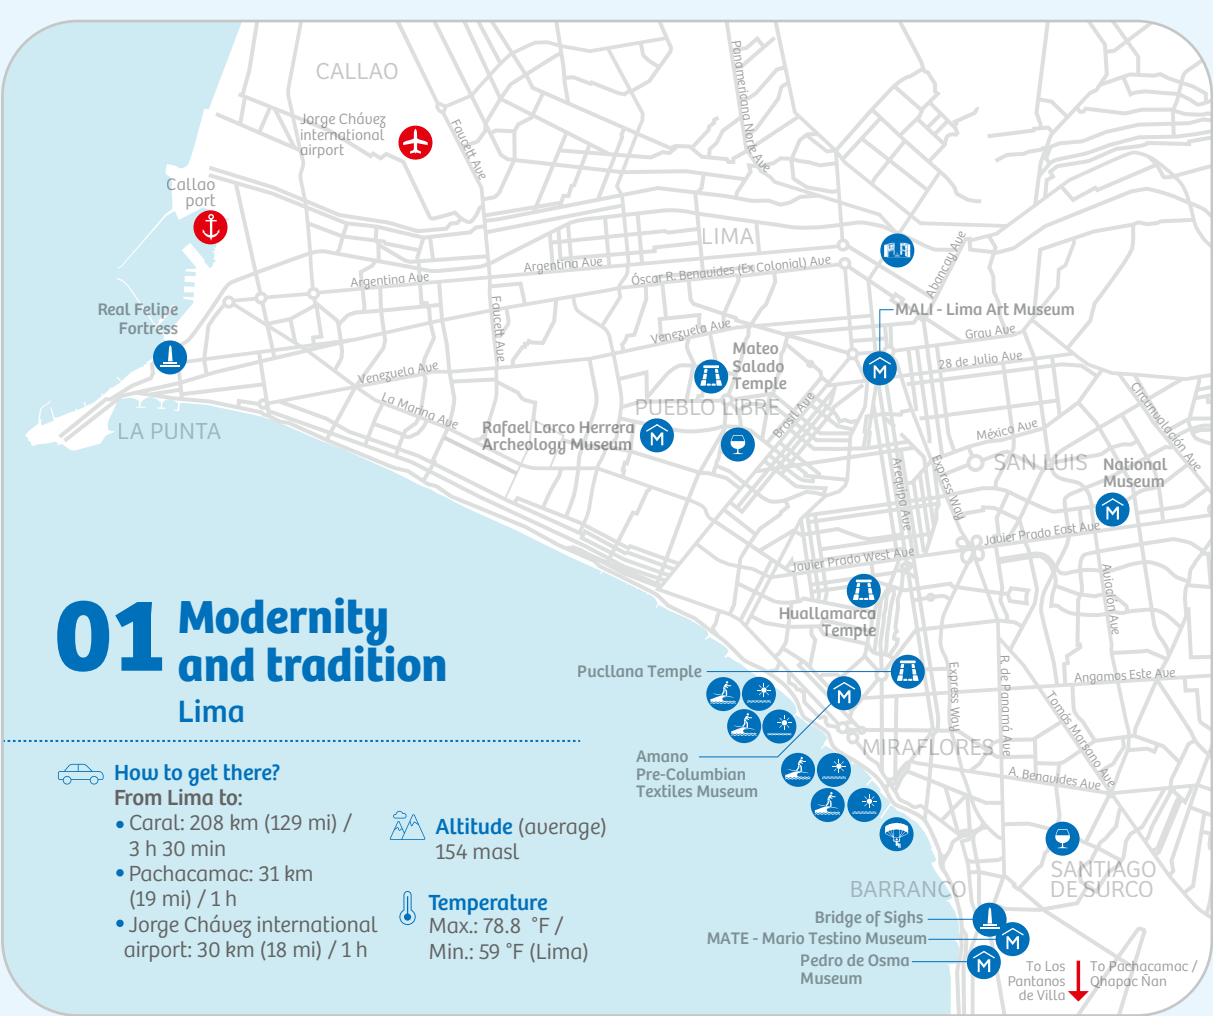 CALLAO
Jorge Chávez
international
airport
Faucett Ave
Panamericana Norte Ave
Callao
port
LIMA
Abancay Ave
Argentina Ave
Argentina Ave
Óscar R. Benavides (Ex Colonial) Ave
Real Felipe
Fortress
Faucett Ave
MALI - Lima Art Museum
Venezuela Ave
Grau Ave
Mateo
Salado
Temple
28 de Julio Ave
Venezuela Ave
La Marina Ave
PUEBLO LIBRE
Brasil Ave
Circunvalación Ave
LA PUNTA
Rafael Larco Herrera
Archeology Museum
México Ave
SAN LUIS
National
Museum
Arequipa Ave
Express Way
Javier Prado East Ave
Javier Prado West Ave
Aviación Ave
Huallamarca
Temple
01
Modernity
and tradition
Lima
Pucllana Temple
Express Way
R. de Panamá Ave
Angamos Este Ave
Tomás Marsano Ave
MIRAFLORES
Amano
Pre-Columbian
Textiles Museum
A. Benavides Ave
How to get there?
From Lima to:
• Caral: 208 km (129 mi) /
3 h 30 min
• Pachacamac: 31 km
(19 mi) / 1 h
• Jorge Chávez international
airport: 30 km (18 mi) / 1 h
Altitude (average)
154 masl
Temperature
Max.: 78.8 °F /
Min.: 59 °F (Lima)
SANTIAGO
DE SURCO
BARRANCO
Bridge of Sighs
MATE - Mario Testino Museum
Pedro de Osma
Museum
To Los
Pantanos
de Villa
To Pachacamac /
Qhapac Ñan